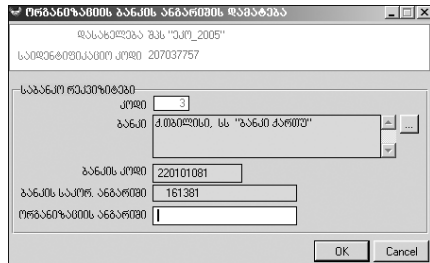 ორგანიზაციის ბანკის ანგარიშის დამატება
დასახელება შპს "ეკო_2005"
საიდენტიფიკაციო კოდი 207037757
საბანკო რეკვიზიტები
კოდი 3
ბანკი ქ.თბილისი, სს "ბანკი ქართუ"
...
ბანკის კოდი 220101081
ბანკის საკორ. ანგარიში 161381
ორგანიზაციის ანგარიში
OK Cancel